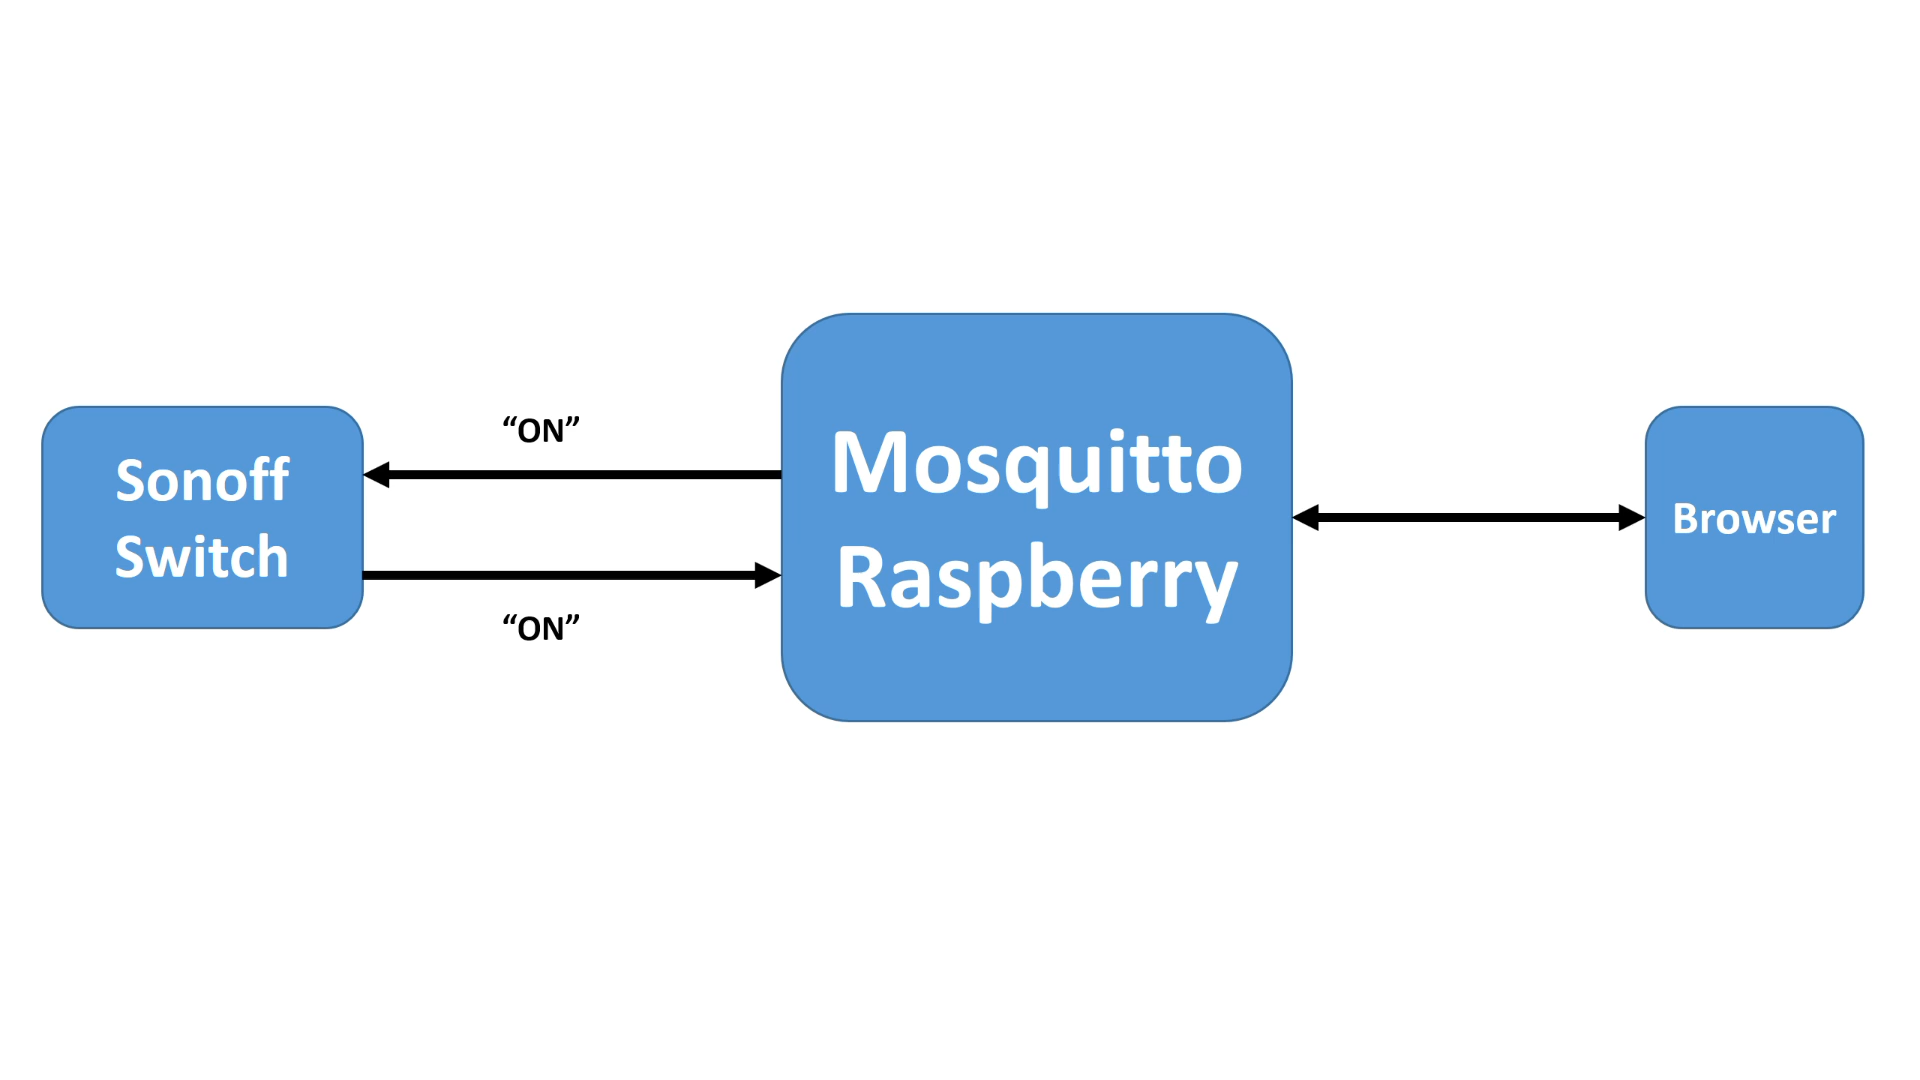 “ON”
Sonoff
Switch
“ON”
Mosquitto
Raspberry
Browser